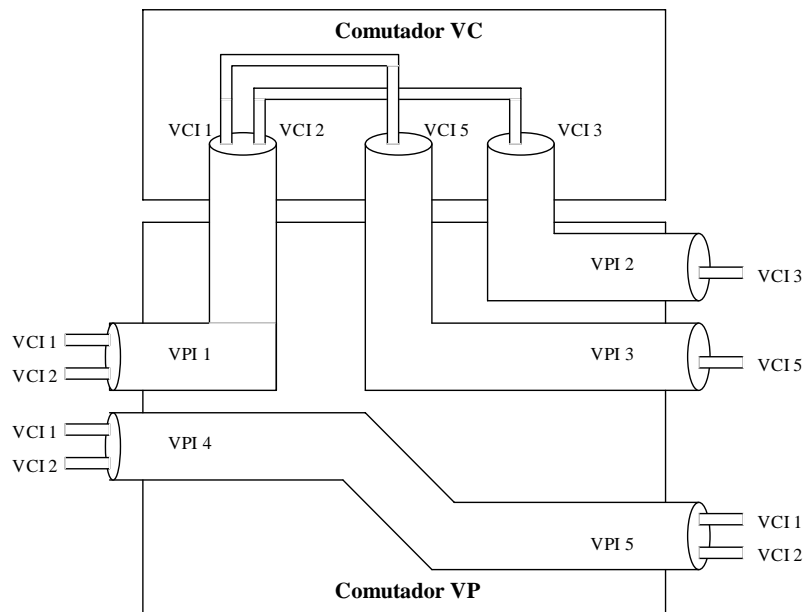 Comutador VC
VCI 1
VCI 2
VCI 5
VCI 3
VPI 2
VCI 3
VCI 1
VPI 1
VPI 3
VCI 5
VCI 2
VCI 1
VPI 4
VCI 2
VCI 1
VPI 5
VCI 2
Comutador VP